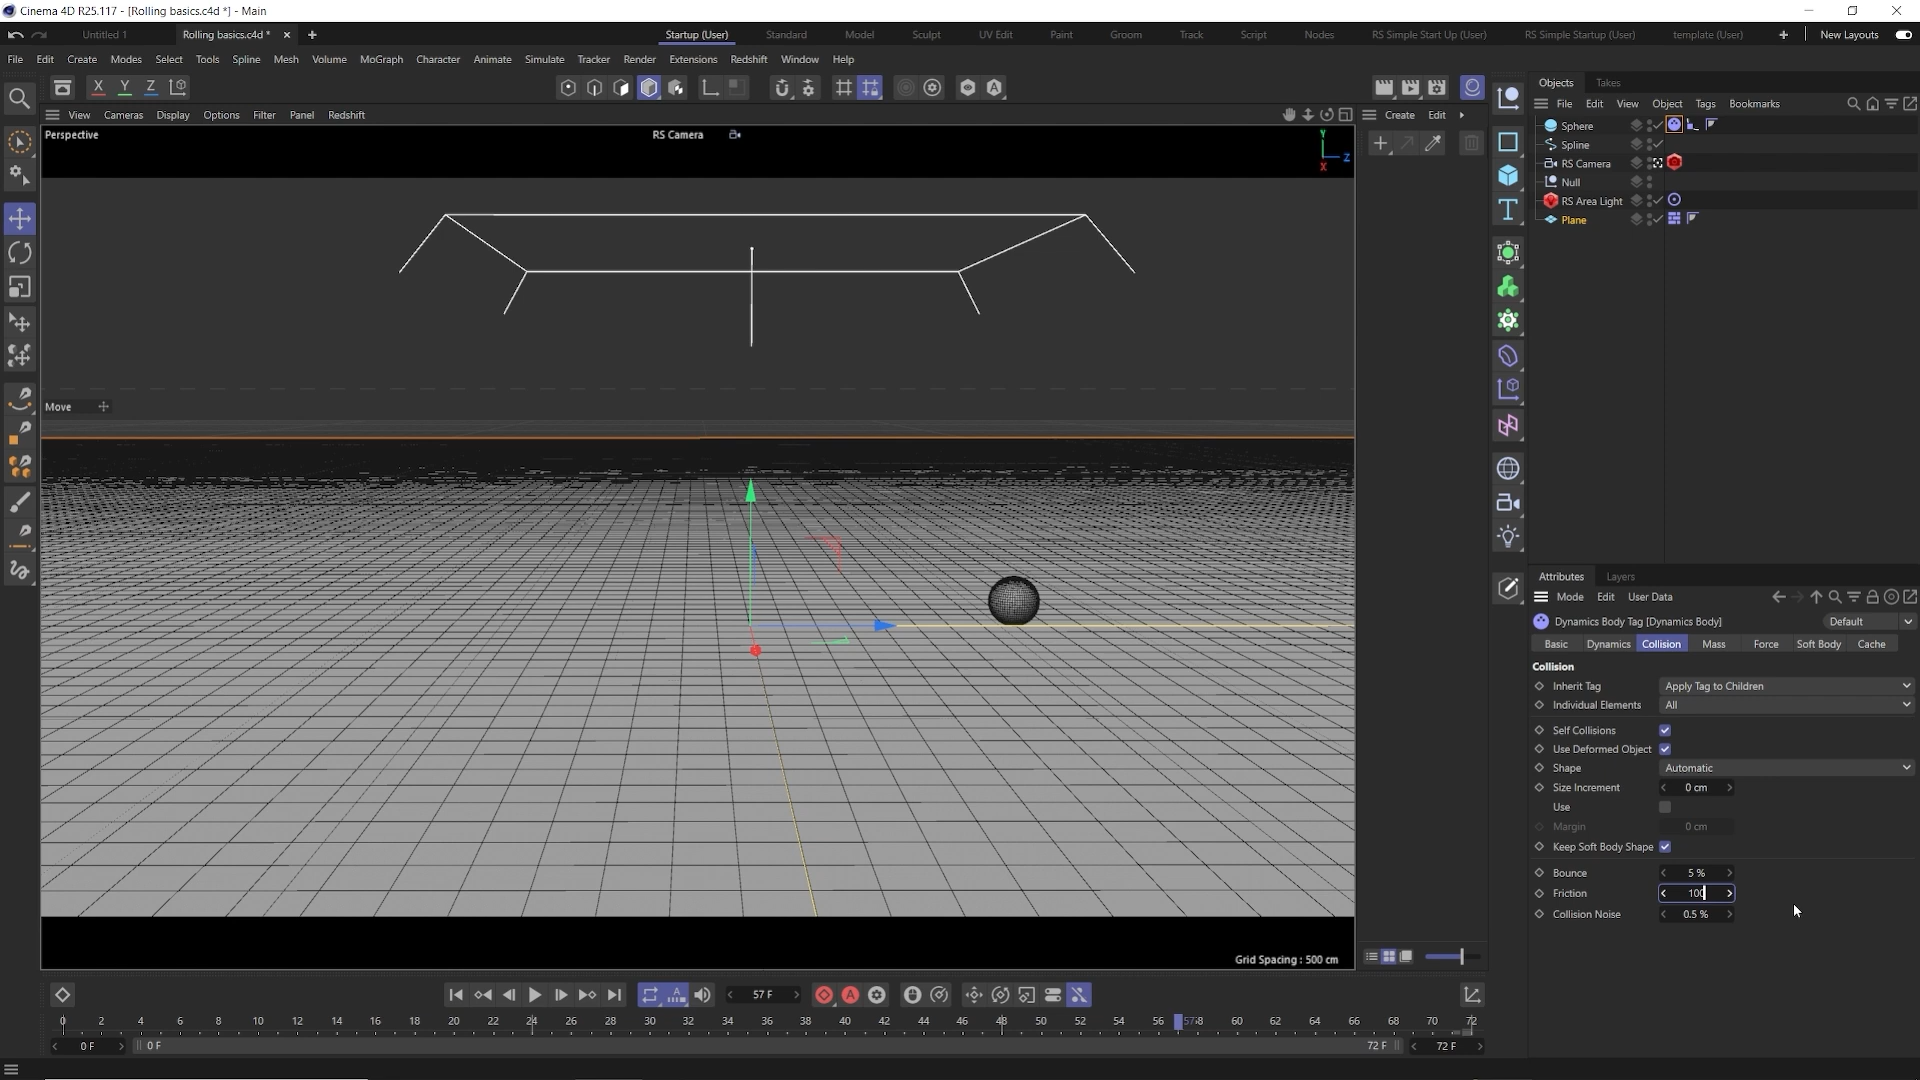 Cinema 4D R25.117 - [Rolling basics.c4d *] - Main
Untitled 1 Rolling basics.c4d * Startup (User) Standard Model Sculpt UV Edit Paint Groom Track Script Nodes RS Simple Start Up (User) RS Simple Startup (User) template (User) New Layouts
File Edit Create Modes Select Tools Spline Mesh Volume MoGraph Character Animate Simulate Tracker Render Extensions Redshift Window Help
X Y Z
Objects Takes
File Edit View Object Tags Bookmarks
View Cameras Display Options Filter Panel Redshift
Create Edit
Perspective
RS Camera
Y
Z
X
Sphere
Spline
RS Camera
Null
RS Area Light
Plane
Move
Attributes Layers
Mode Edit User Data
Dynamics Body Tag [Dynamics Body] Default
Basic Dynamics Collision Mass Force Soft Body Cache
Collision
Inherit Tag Apply Tag to Children
Individual Elements All
Self Collisions
Use Deformed Object
Shape Automatic
Size Increment 0 cm
Use
Margin 0 cm
Keep Soft Body Shape
Bounce 5 %
Friction 100
Collision Noise 0.5 %
Grid Spacing : 500 cm
57 F
0 2 4 6 8 10 12 14 16 18 20 22 24 26 28 30 32 34 36 38 40 42 44 46 48 50 52 54 56 57 58 60 62 64 66 68 70 72
0 F 0 F 72 F 72 F